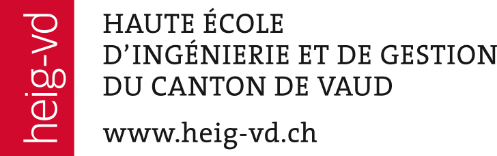 heig-vd
HAUTE ÉCOLE
D'INGÉNIERIE ET DE GESTION
DU CANTON DE VAUD
www.heig-vd.ch